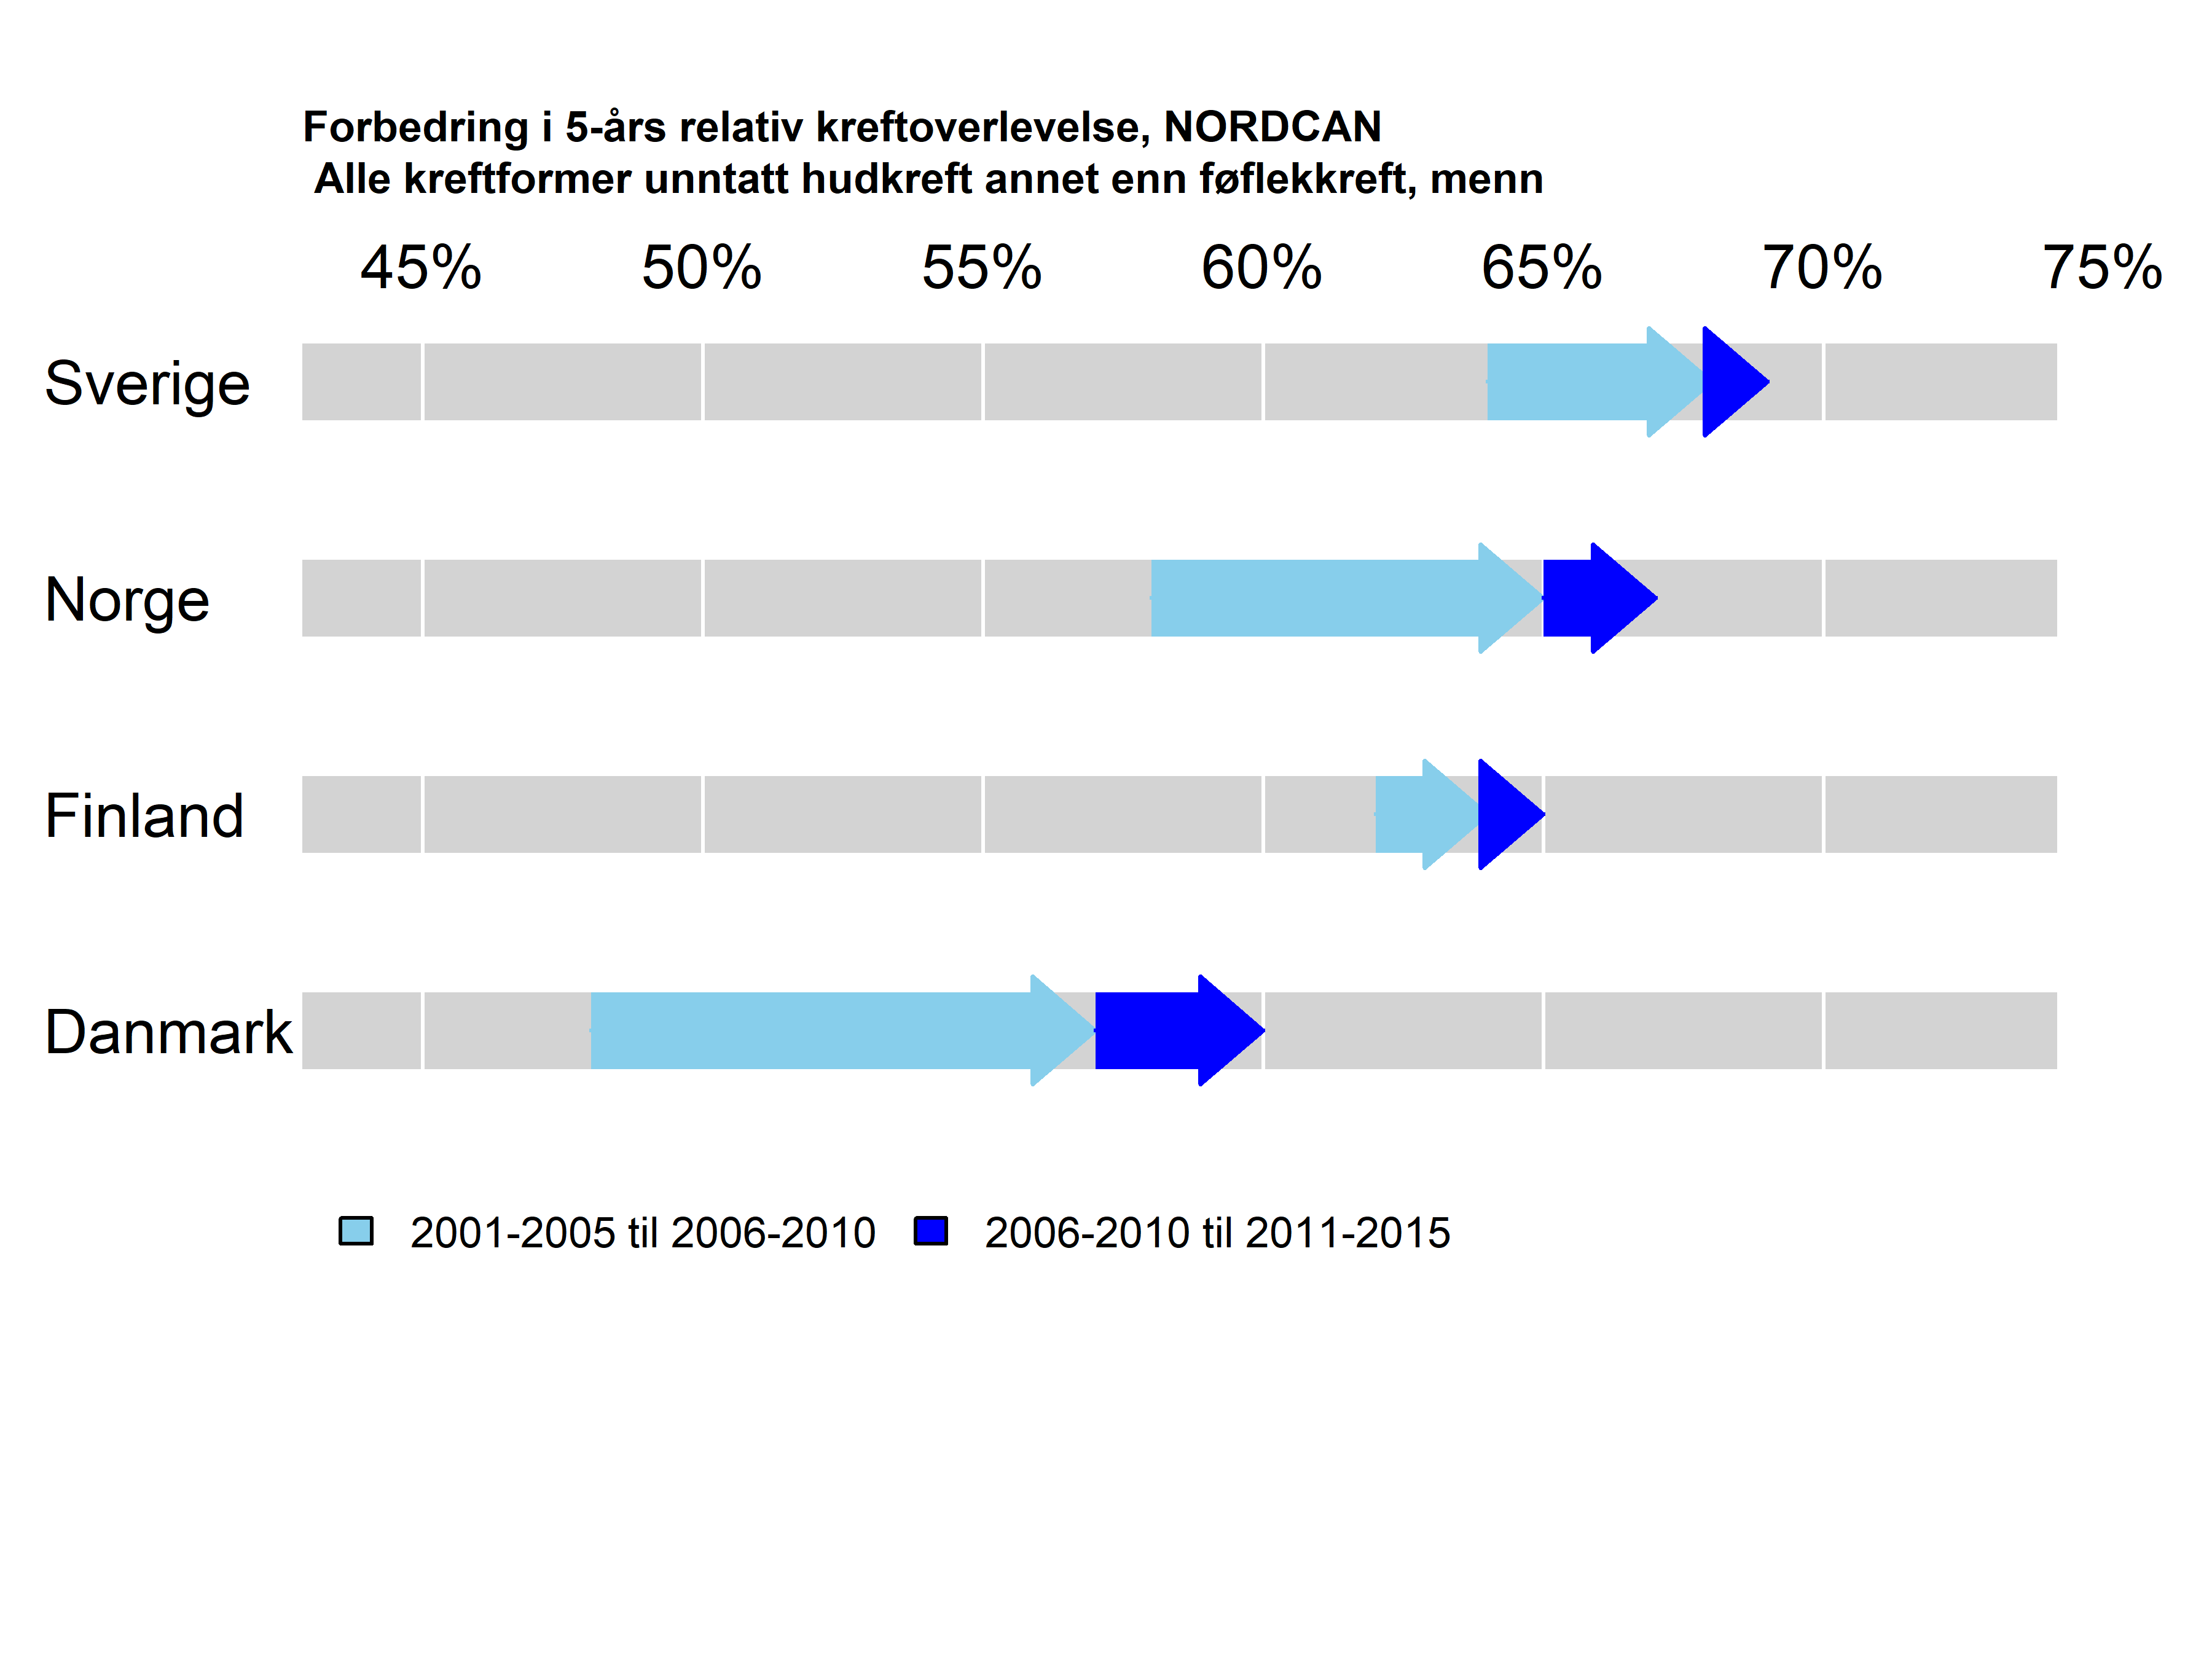 Forbedring i 5-års relativ kreftoverlevelse, NORDCAN
Alle kreftformer unntatt hudkreft annet enn føflekkreft, menn
45% 50% 55% 60% 65% 70% 75%
Sverige
Norge
Finland
Danmark
2001-2005 til 2006-2010 2006-2010 til 2011-2015